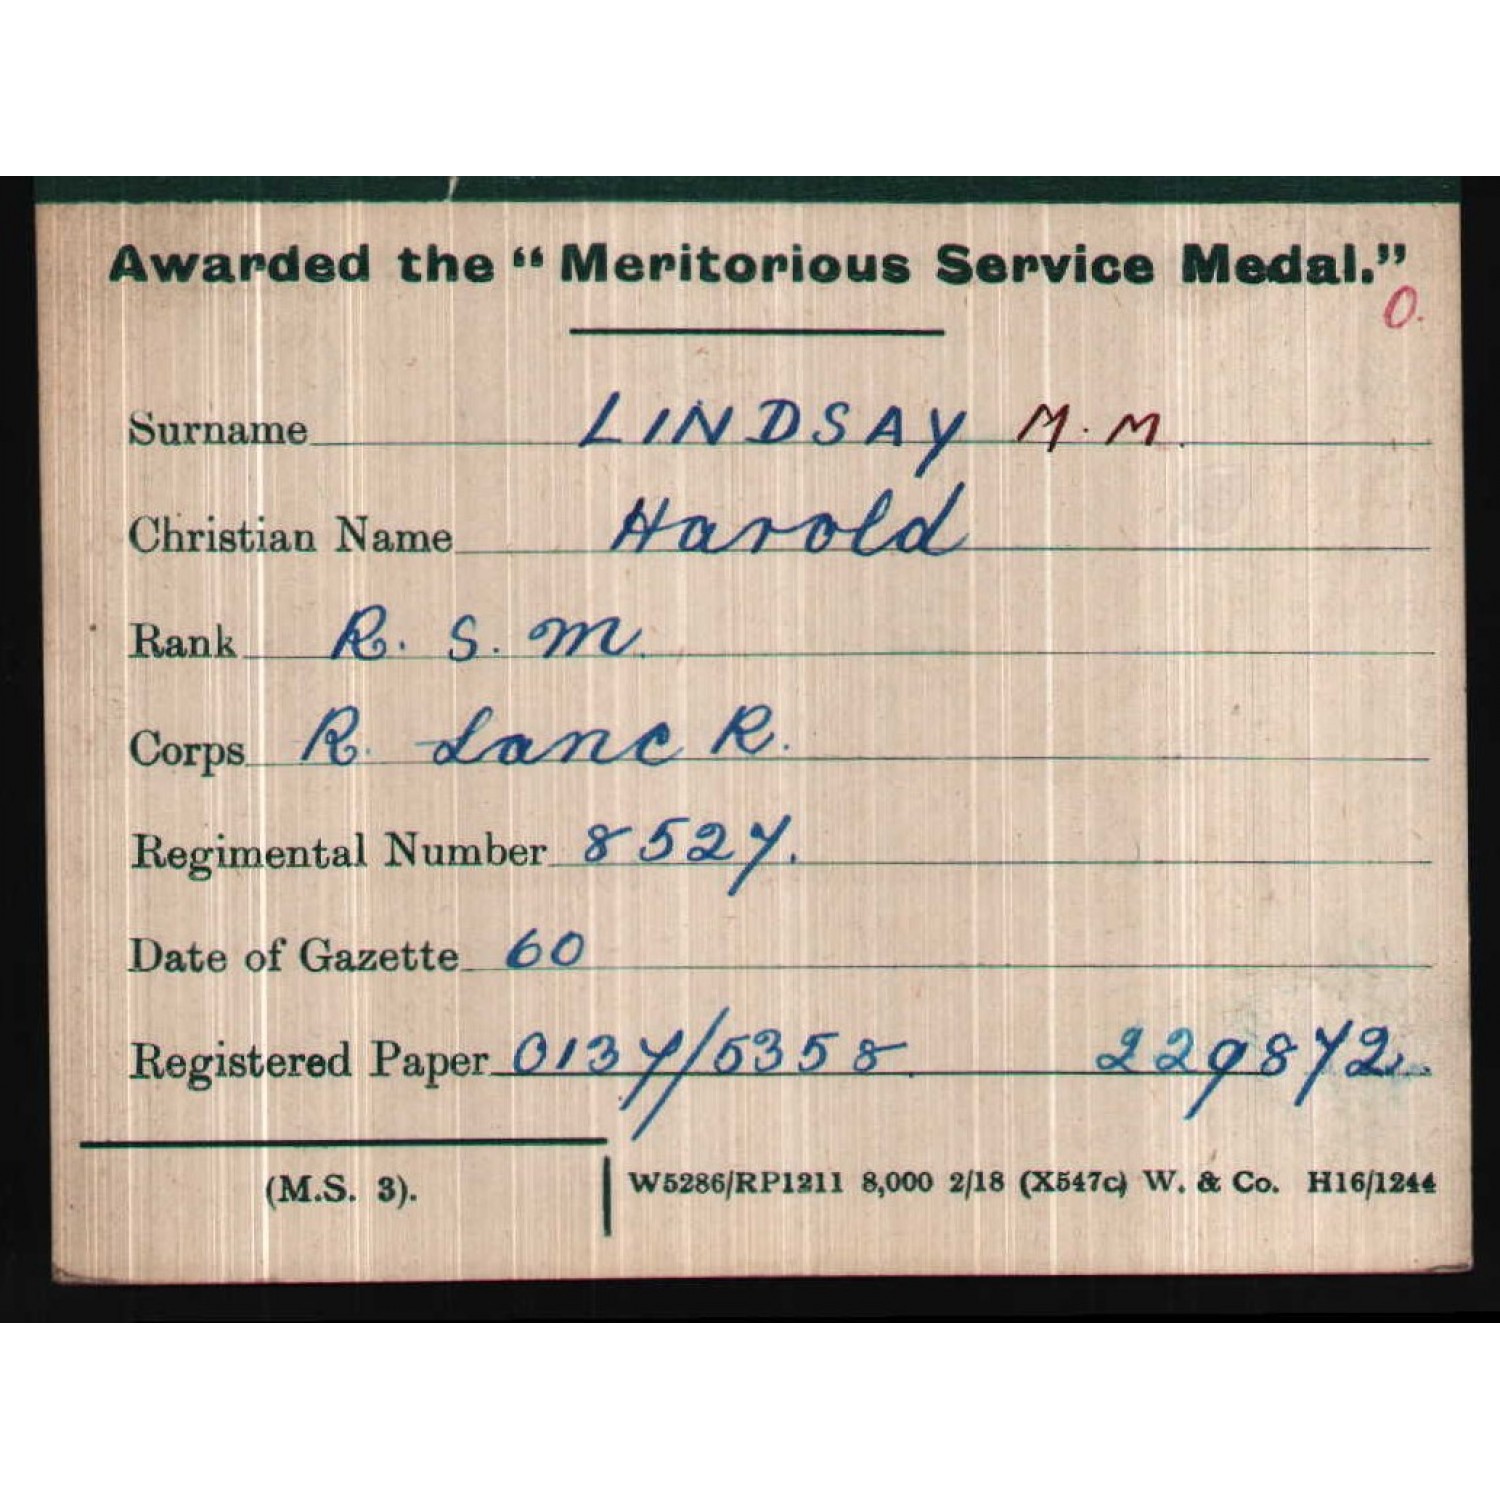 Awarded the “Meritorious Service Medal.”
O.
Surname LINDSAY M.M.
Christian Name Harold
Rank R. S. M.
Corps R. Lanc R.
Regimental Number 8527.
Date of Gazette 60
Registered Paper 0137/5358. 229872.
(M.S. 3). W5286/RP1211 8,000 2/18 (X547c) W. & Co. H16/1244